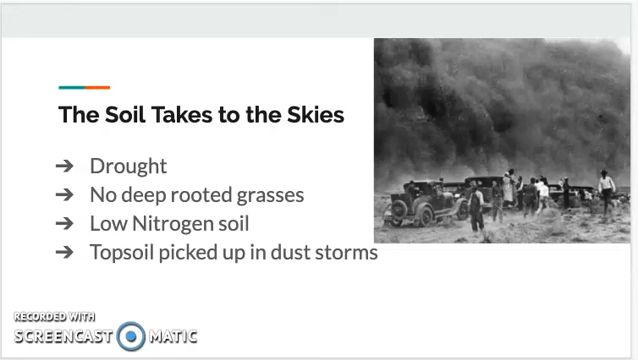 The Soil Takes to the Skies
➔ Drought
➔ No deep rooted grasses
➔ Low Nitrogen soil
➔ Topsoil picked up in dust storms
RECORDED WITH
SCREENCAST MATIC